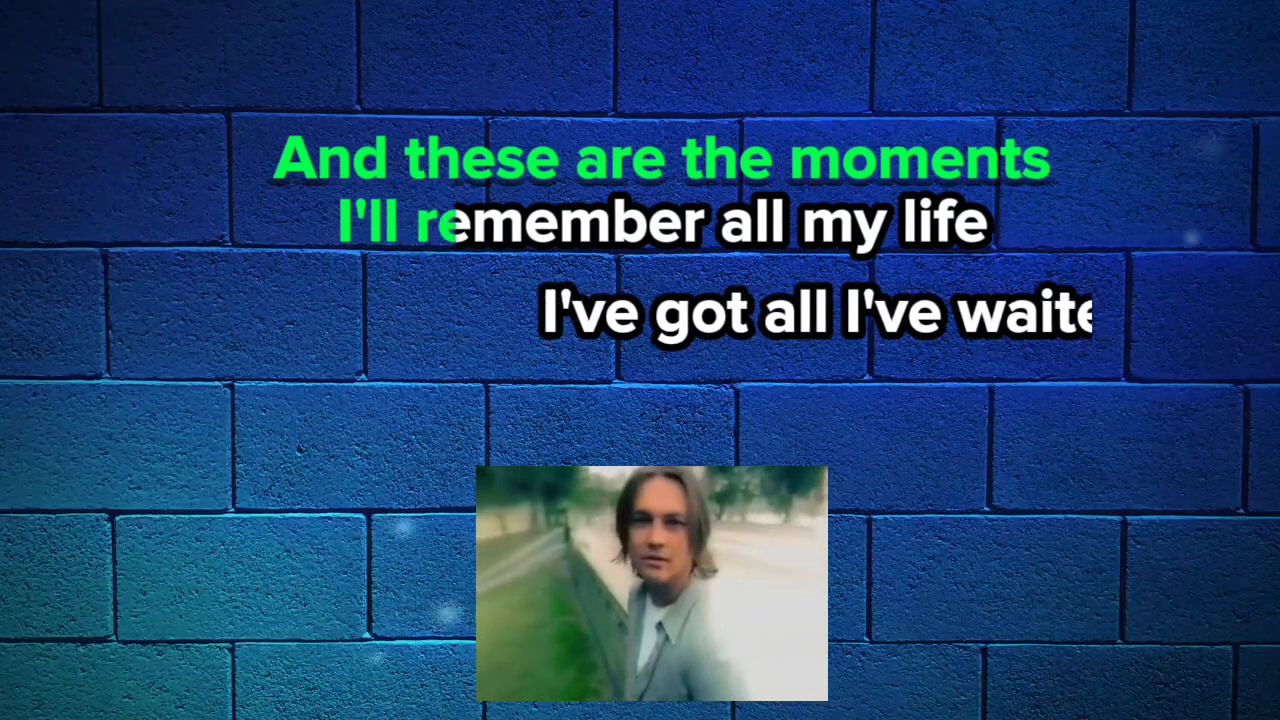 And these are the moments
I'll remember all my life
I've got all I've waite